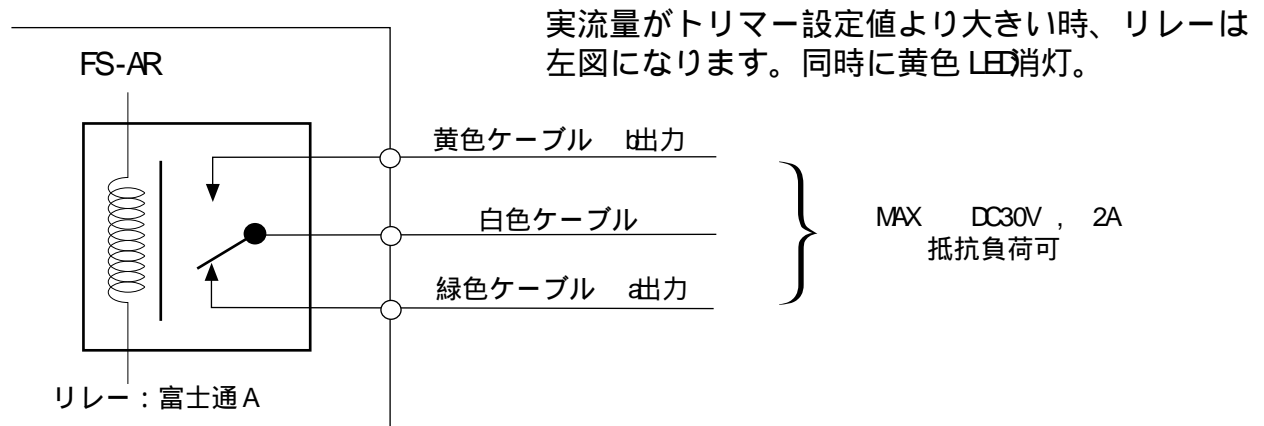 実流量がトリマー設定値より大きい時、リレーは
左図になります。同時に黄色 LED消灯。
FS-AR
黄色ケーブル b出力
白色ケーブル
緑色ケーブル a出力
MAX DC30V , 2A
抵抗負荷可
リレー：富士通A